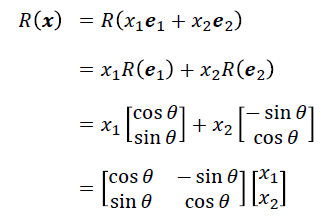 R(x) = R(x₁e₁ + x₂e₂)
= x₁R(e₁) + x₂R(e₂)
= x₁ [cos θ; sin θ] + x₂ [− sin θ; cos θ]
= [cos θ − sin θ; sin θ cos θ] [x₁; x₂]